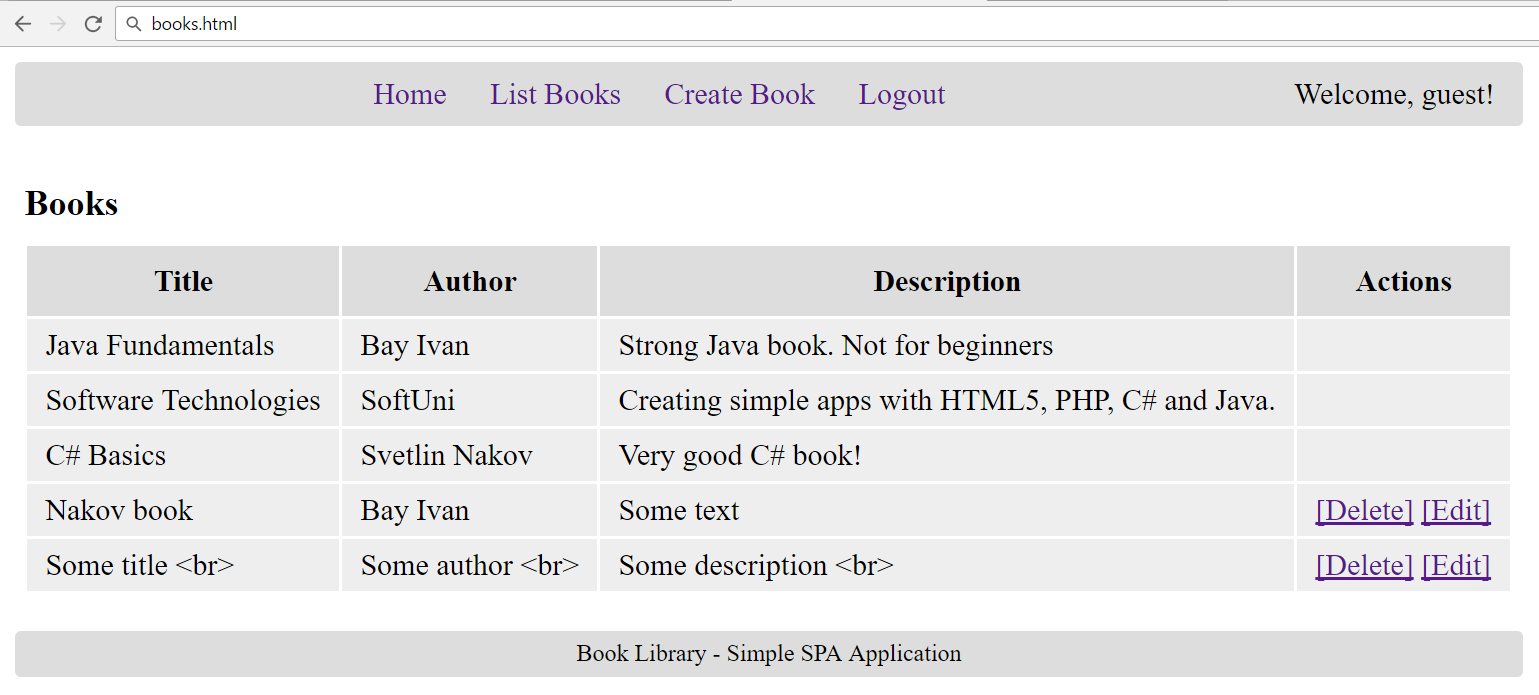 books.html
Home List Books Create Book Logout Welcome, guest!
Books
Title Author Description Actions
Java Fundamentals Bay Ivan Strong Java book. Not for beginners
Software Technologies SoftUni Creating simple apps with HTML5, PHP, C# and Java.
C# Basics Svetlin Nakov Very good C# book!
Nakov book Bay Ivan Some text [Delete] [Edit]
Some title <br> Some author <br> Some description <br> [Delete] [Edit]
Book Library - Simple SPA Application